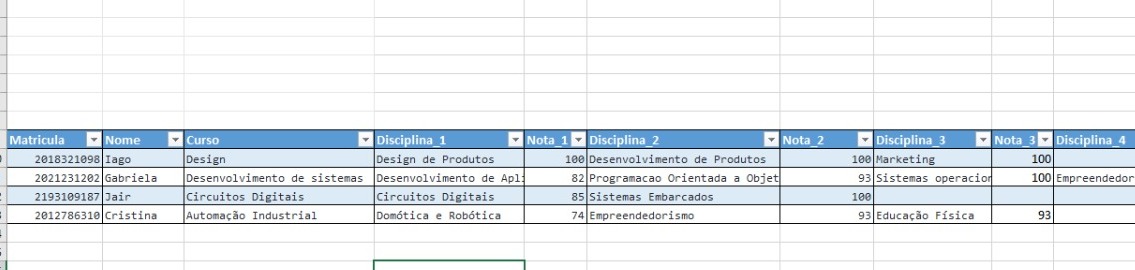 Matricula Nome Curso Disciplina_1 Nota_1 Disciplina_2 Nota_2 Disciplina_3 Nota_3 Disciplina_4
2018321098 Iago Design Design de Produtos 100 Desenvolvimento de Produtos 100 Marketing 100
2021231202 Gabriela Desenvolvimento de sistemas Desenvolvimento de Apli 82 Programacao Orientada a Objet 93 Sistemas operacion 100 Empreendedor
2193109187 Jair Circuitos Digitais Circuitos Digitais 85 Sistemas Embarcados 100
2012786310 Cristina Automação Industrial Domótica e Robótica 74 Empreendedorismo 93 Educação Física 93